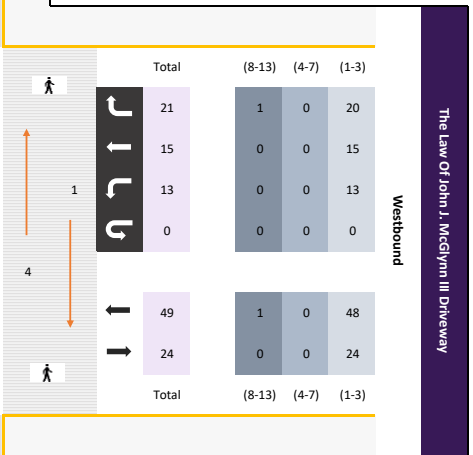 Total (8-13) (4-7) (1-3)
21 1 0 20
15 0 0 15
1
13 0 0 13
0 0 0 0
4
49 1 0 48
24 0 0 24
Total (8-13) (4-7) (1-3)
Westbound
The Law Of John J. McGlynn III Driveway